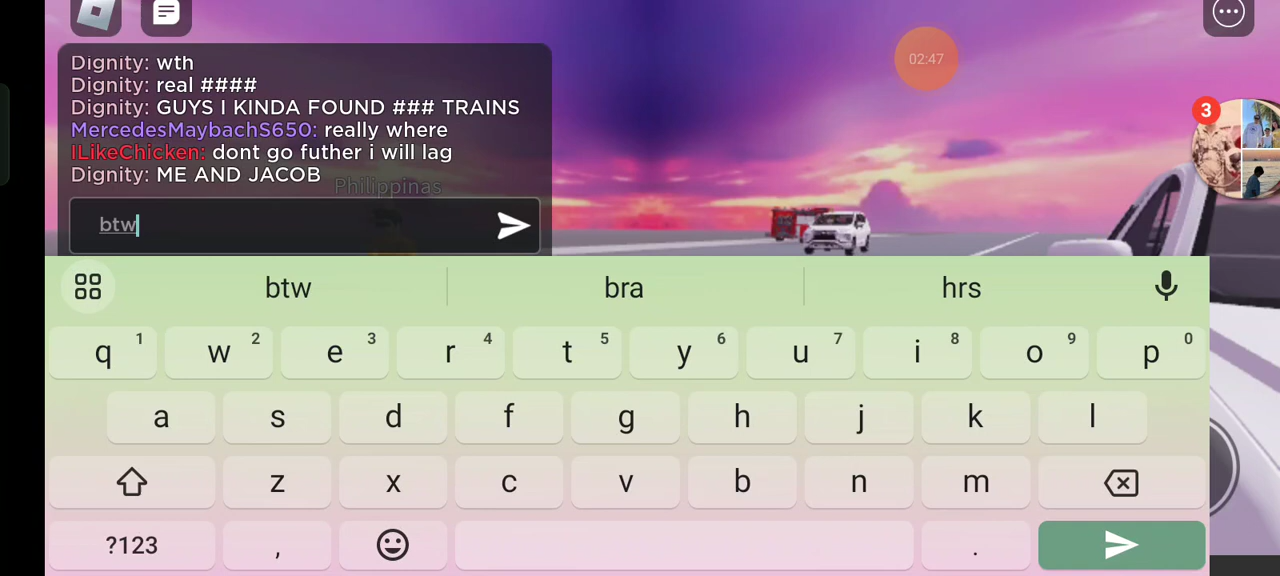 Dignity: wth
Dignity: real ####
Dignity: GUYS I KINDA FOUND ### TRAINS
MercedesMaybachS650: really where
ILikeChicken: dont go futher i will lag
Dignity: ME AND JACOB
Philippinas
btw
02:47
3
btw bra hrs
q 1 w 2 e 3 r 4 t 5 y 6 u 7 i 8 o 9 p 0
a s d f g h j k l
z x c v b n m
?123 , .